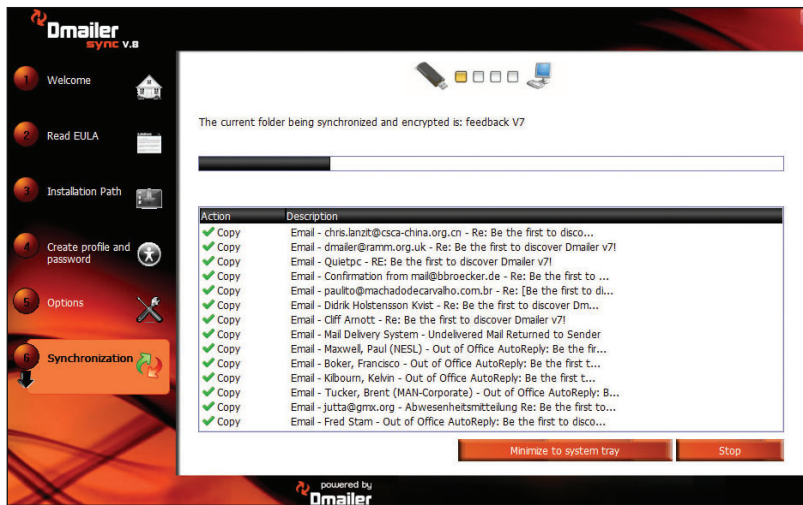 Dmailer
sync v.8
1 Welcome
2 Read EULA
3 Installation Path
4 Create profile and
password
5 Options
6 Synchronization
The current folder being synchronized and encrypted is: feedback V7
Action Description
Copy Email - chris.lanzit@csca-china.org.cn - Re: Be the first to disco...
Copy Email - dmailer@ramm.org.uk - Re: Be the first to discover Dmailer v7!
Copy Email - Quietpc - RE: Be the first to discover Dmailer v7!
Copy Email - Confirmation from mail@bbroecker.de - Re: Be the first to ...
Copy Email - paulito@machadodecarvalho.com.br - Re: [Be the first to di...
Copy Email - Didrik Holstensson Kvist - Re: Be the first to discover Dm...
Copy Email - Cliff Arnott - Re: Be the first to discover Dmailer v7!
Copy Email - Mail Delivery System - Undelivered Mail Returned to Sender
Copy Email - Maxwell, Paul (NESL) - Out of Office AutoReply: Be the fir...
Copy Email - Boker, Francisco - Out of Office AutoReply: Be the first t...
Copy Email - Kilbourn, Kelvin - Out of Office AutoReply: Be the first t...
Copy Email - Tucker, Brent (MAN-Corporate) - Out of Office AutoReply: B...
Copy Email - jutta@gmx.org - Abwesenheitsmitteilung Re: Be the first to...
Copy Email - Fred Stam - Out of Office AutoReply: Be the first to disco...
Minimize to system tray Stop
powered by
Dmailer